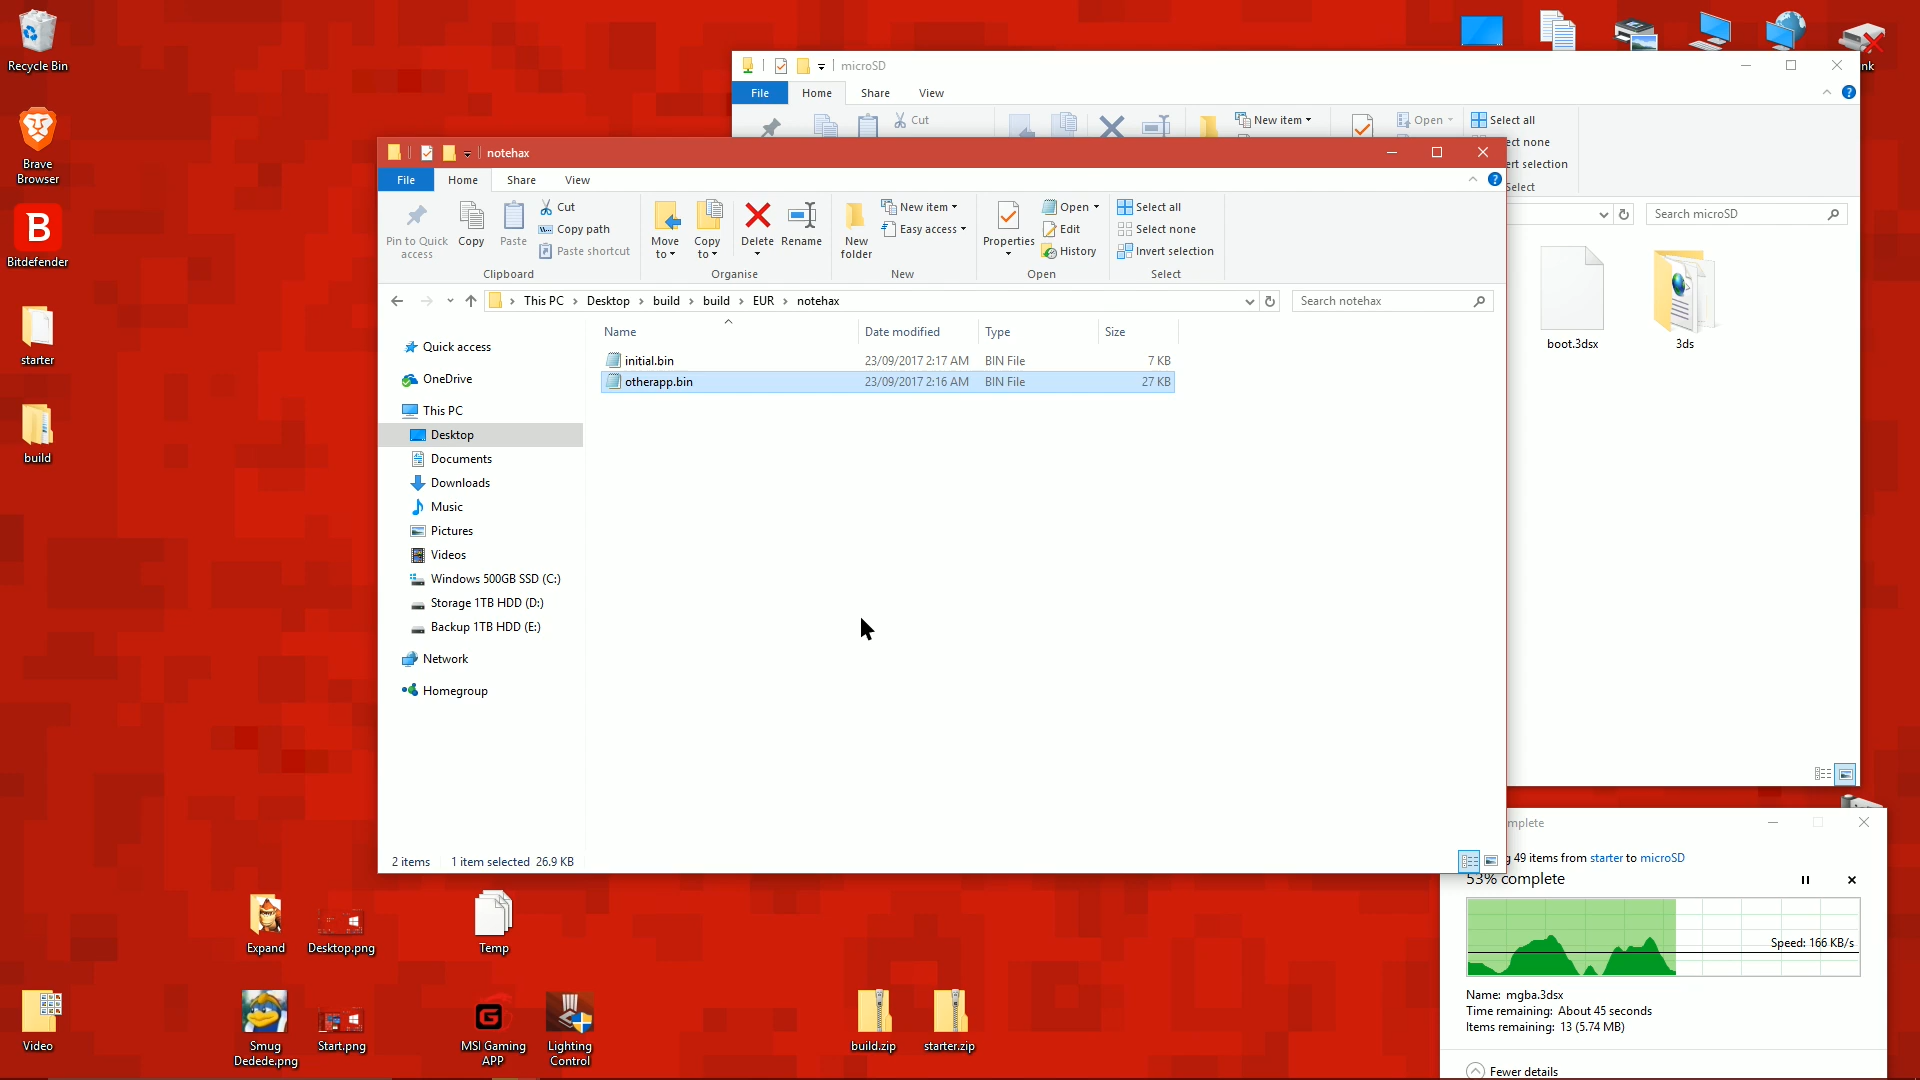 Recycle Bin
Brave
Browser
Bitdefender
starter
build
nk
microSD
File Home Share View
Cut
New item
Open
Select all
ect none
ert selection
Select
Search microSD
boot.3dsx
3ds
notehax
File Home Share View
Pin to Quick
access
Copy
Paste
Cut
Copy path
Paste shortcut
Clipboard
Move
to
Copy
to
Delete
Rename
Organise
New
folder
New item
Easy access
New
Properties
Open
Edit
History
Open
Select all
Select none
Invert selection
Select
This PC > Desktop > build > build > EUR > notehax
Search notehax
Name Date modified Type Size
initial.bin 23/09/2017 2:17 AM BIN File 7 KB
otherapp.bin 23/09/2017 2:16 AM BIN File 27 KB
Quick access
OneDrive
This PC
Desktop
Documents
Downloads
Music
Pictures
Videos
Windows 500GB SSD (C:)
Storage 1TB HDD (D:)
Backup 1TB HDD (E:)
Network
Homegroup
2 items 1 item selected 26.9 KB
mplete
49 items from starter to microSD
53% complete
Speed: 166 KB/s
Name: mgba.3dsx
Time remaining: About 45 seconds
Items remaining: 13 (5.74 MB)
Fewer details
Expand
Desktop.png
Temp
Video
Smug
Dedede.png
Start.png
MSI Gaming
APP
Lighting
Control
build.zip
starter.zip